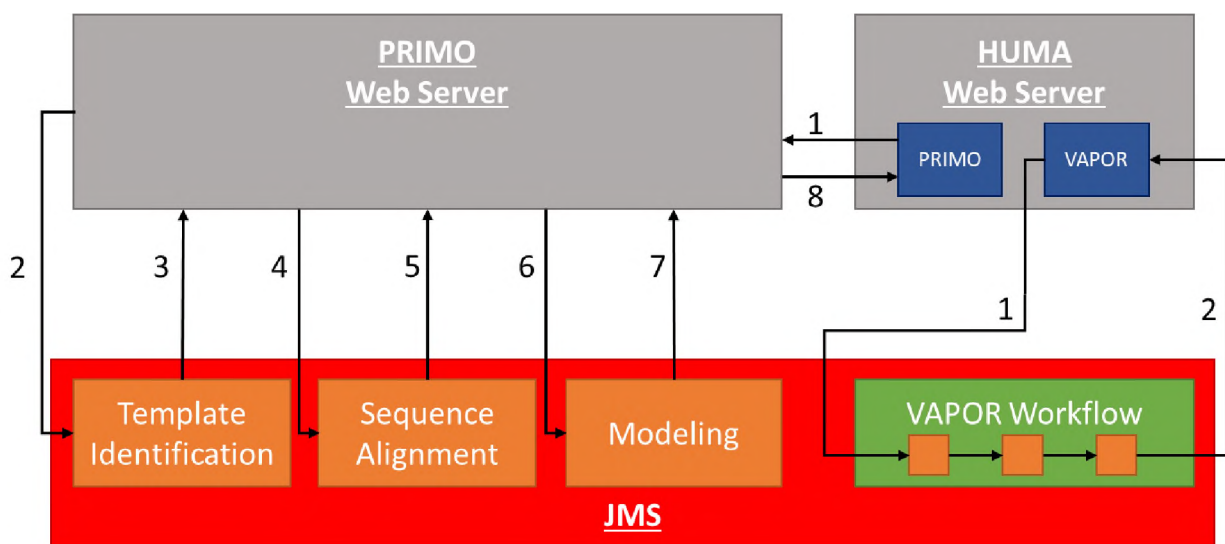 PRIMO
Web Server
HUMA
Web Server
1
PRIMO
VAPOR
8
2
3
4
5
6
7
1
2
Template
Identification
Sequence
Alignment
Modeling
VAPOR Workflow
JMS